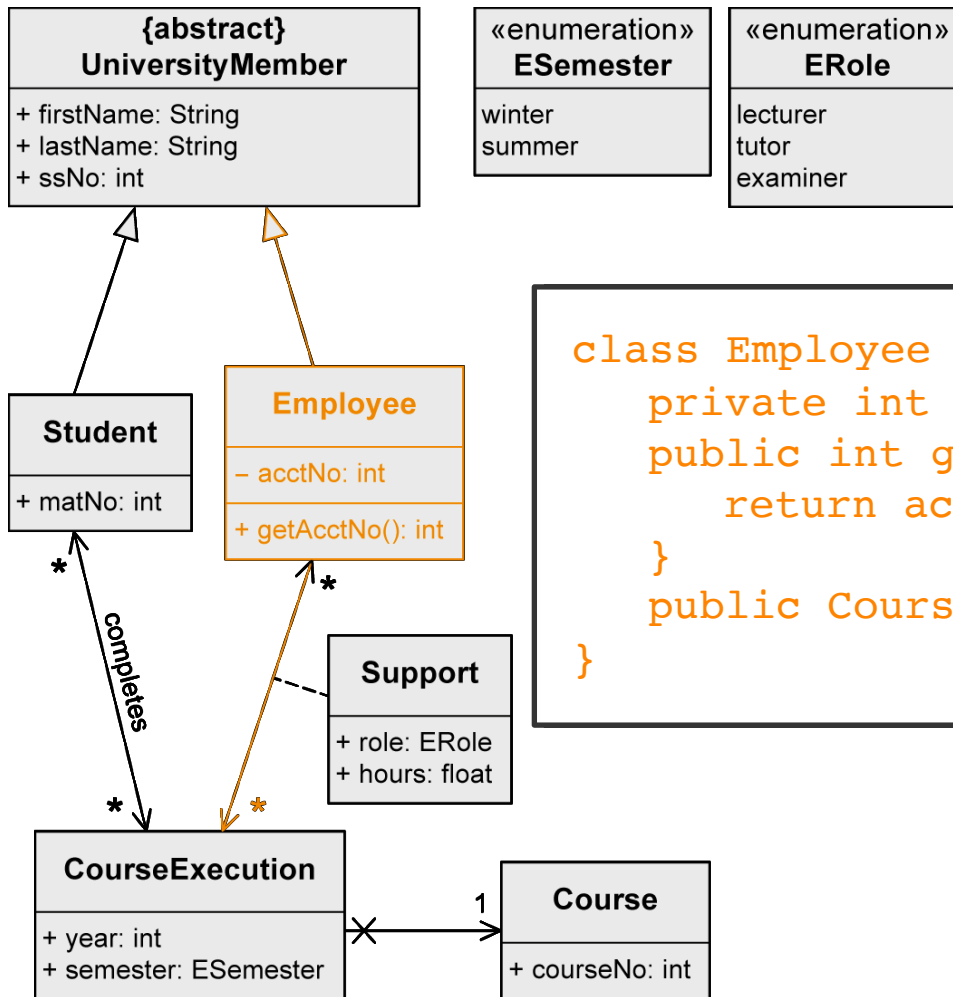 {abstract}
UniversityMember
+ firstName: String
+ lastName: String
+ ssNo: int
«enumeration»
ESemester
winter
summer
«enumeration»
ERole
lecturer
tutor
examiner
Student
+ matNo: int
Employee
– acctNo: int
+ getAcctNo(): int
class Employee
private int
public int g
return ac
}
public Cours
}
*
*
completes
Support
+ role: ERole
+ hours: float
*
*
CourseExecution
+ year: int
+ semester: ESemester
1
Course
+ courseNo: int